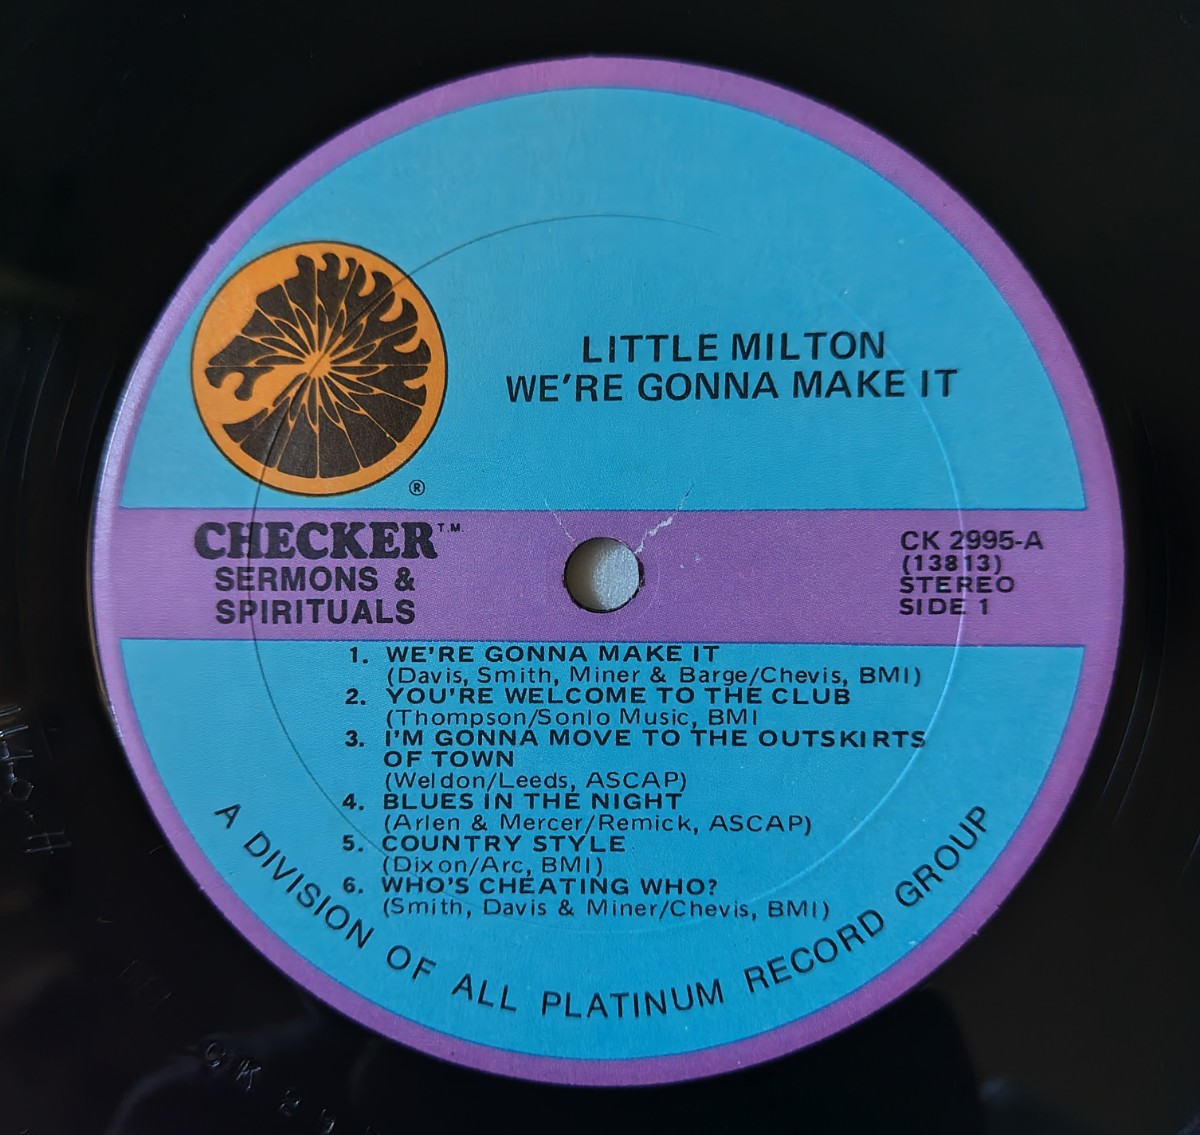 LITTLE MILTON
WE'RE GONNA MAKE IT
®
CHECKER T.M.
SERMONS &
SPIRITUALS
CK 2995-A
(13813)
STEREO
SIDE 1
1. WE'RE GONNA MAKE IT
(Davis, Smith, Miner & Barge/Chevis, BMI)
2. YOU'RE WELCOME TO THE CLUB
(Thompson/Sonlo Music, BMI
3. I'M GONNA MOVE TO THE OUTSKIRTS
OF TOWN
(Weldon/Leeds, ASCAP)
4. BLUES IN THE NIGHT
(Arlen & Mercer/Remick, ASCAP)
5. COUNTRY STYLE
(Dixon/Arc, BMI)
6. WHO'S CHEATING WHO?
(Smith, Davis & Miner/Chevis, BMI)
A DIVISION OF ALL PLATINUM RECORD GROUP